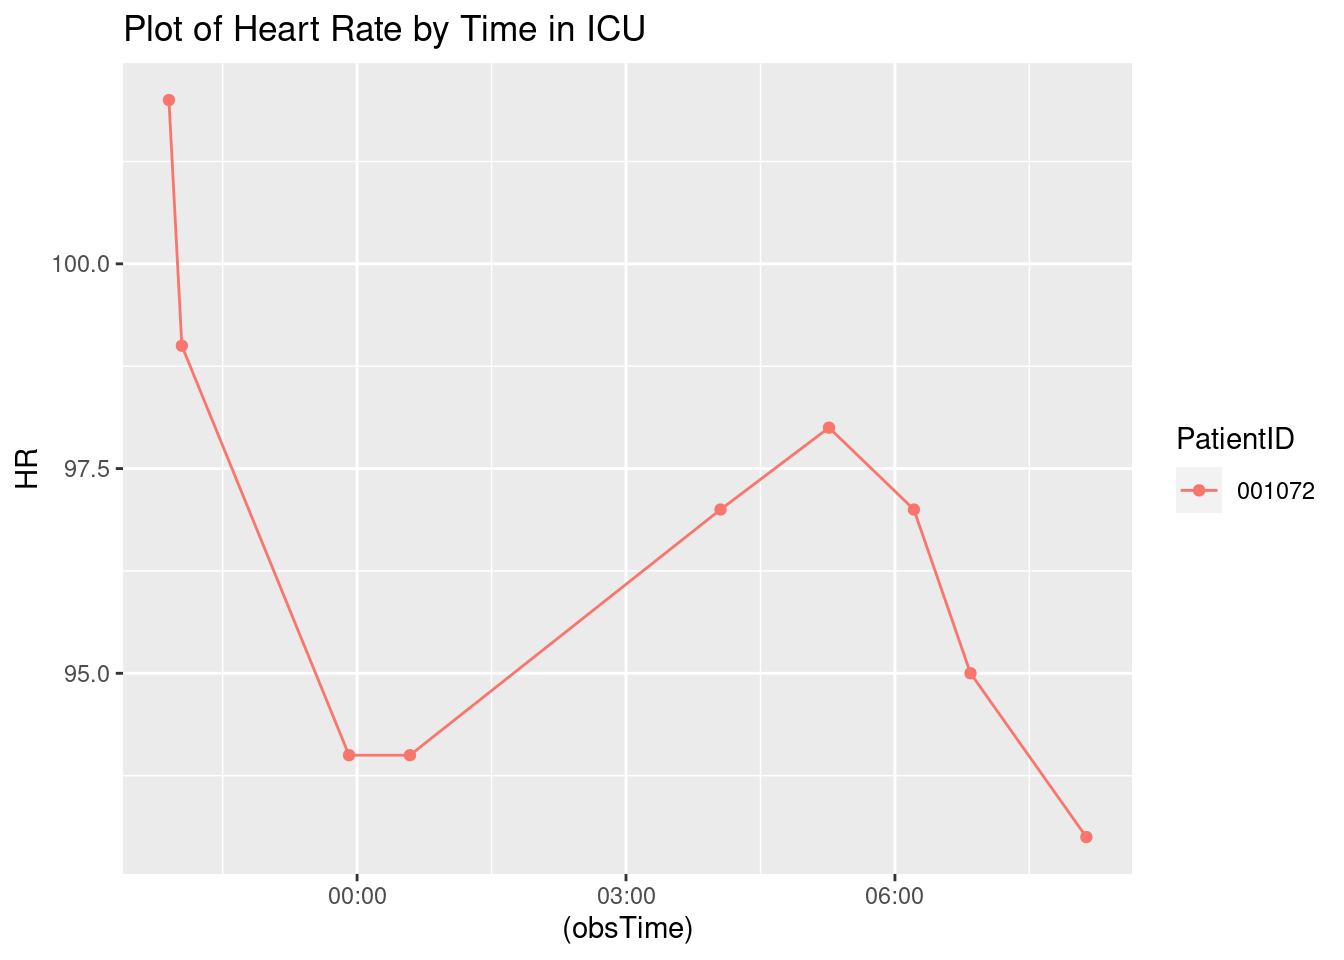 Plot of Heart Rate by Time in ICU
100.0
97.5
95.0
HR
00:00 03:00 06:00
(obsTime)
PatientID
001072